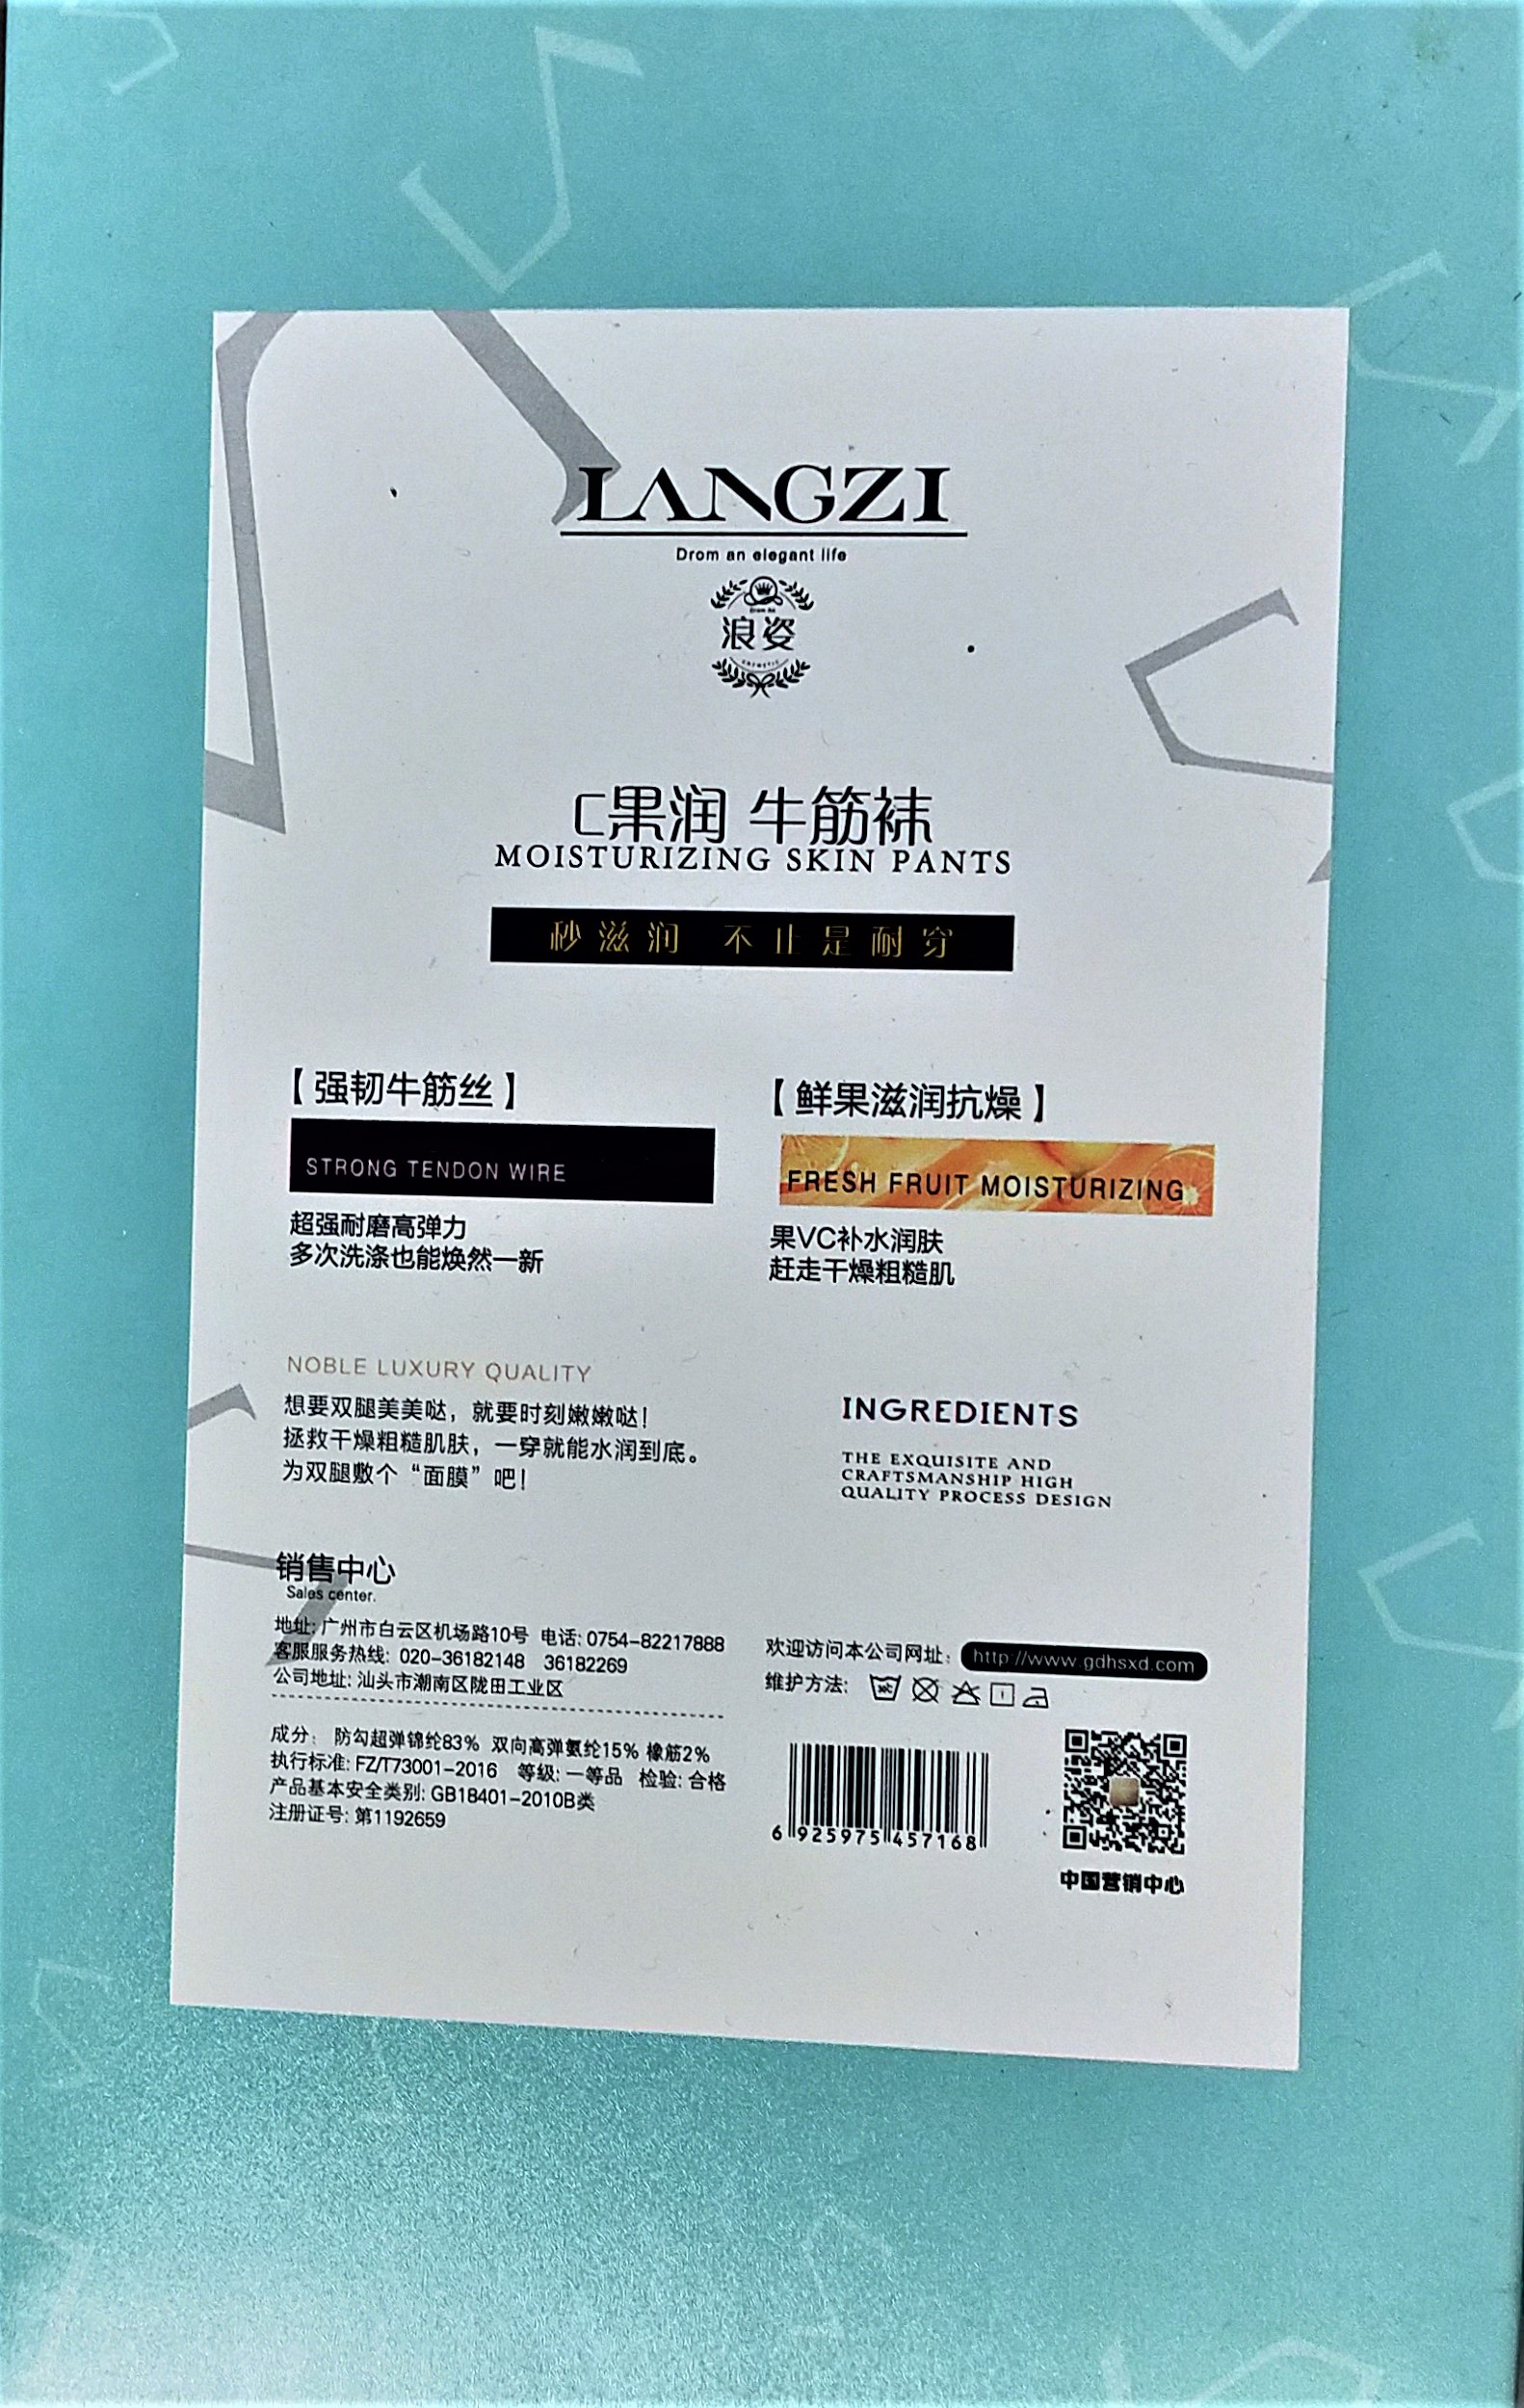 LANGZI
Drom an elegant life
浪姿
C果润 牛筋袜
MOISTURIZING SKIN PANTS
秒滋润 不止是耐穿
【强韧牛筋丝】
STRONG TENDON WIRE
超强耐磨高弹力
多次洗涤也能焕然一新
【鲜果滋润抗燥】
FRESH FRUIT MOISTURIZING
果VC补水润肤
赶走干燥粗糙肌
NOBLE LUXURY QUALITY
想要双腿美美哒，就要时刻嫩嫩哒！
拯救干燥粗糙肌肤，一穿就能水润到底。
为双腿敷个“面膜”吧！
INGREDIENTS
THE EXQUISITE AND
CRAFTSMANSHIP HIGH
QUALITY PROCESS DESIGN
销售中心
Sales center.
地址: 广州市白云区机场路10号 电话: 0754-82217888
客服服务热线: 020-36182148 36182269
公司地址: 汕头市潮南区陇田工业区
成分: 防勾超弹锦纶83% 双向高弹氨纶15% 橡筋2%
执行标准: FZ/T73001-2016 等级: 一等品 检验: 合格
产品基本安全类别: GB18401-2010B类
注册证号: 第1192659
欢迎访问本公司网址: http://www.gdhsxd.com
维护方法:
6 925975 457168
中国营销中心